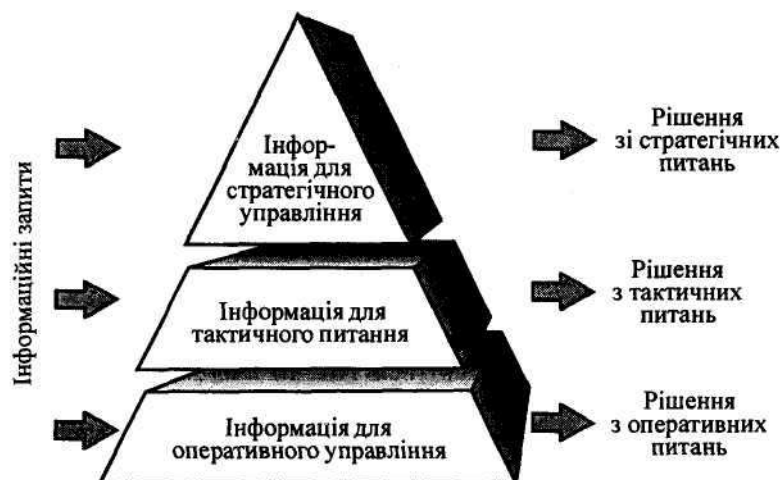 Інформаційні запити
Інфор-
мація для
стратегічного
управління
Рішення
зі стратегічних
питань
Інформація для
тактичного питання
Рішення
з тактичних
питань
Інформація для
оперативного управління
Рішення
з оперативних
питань